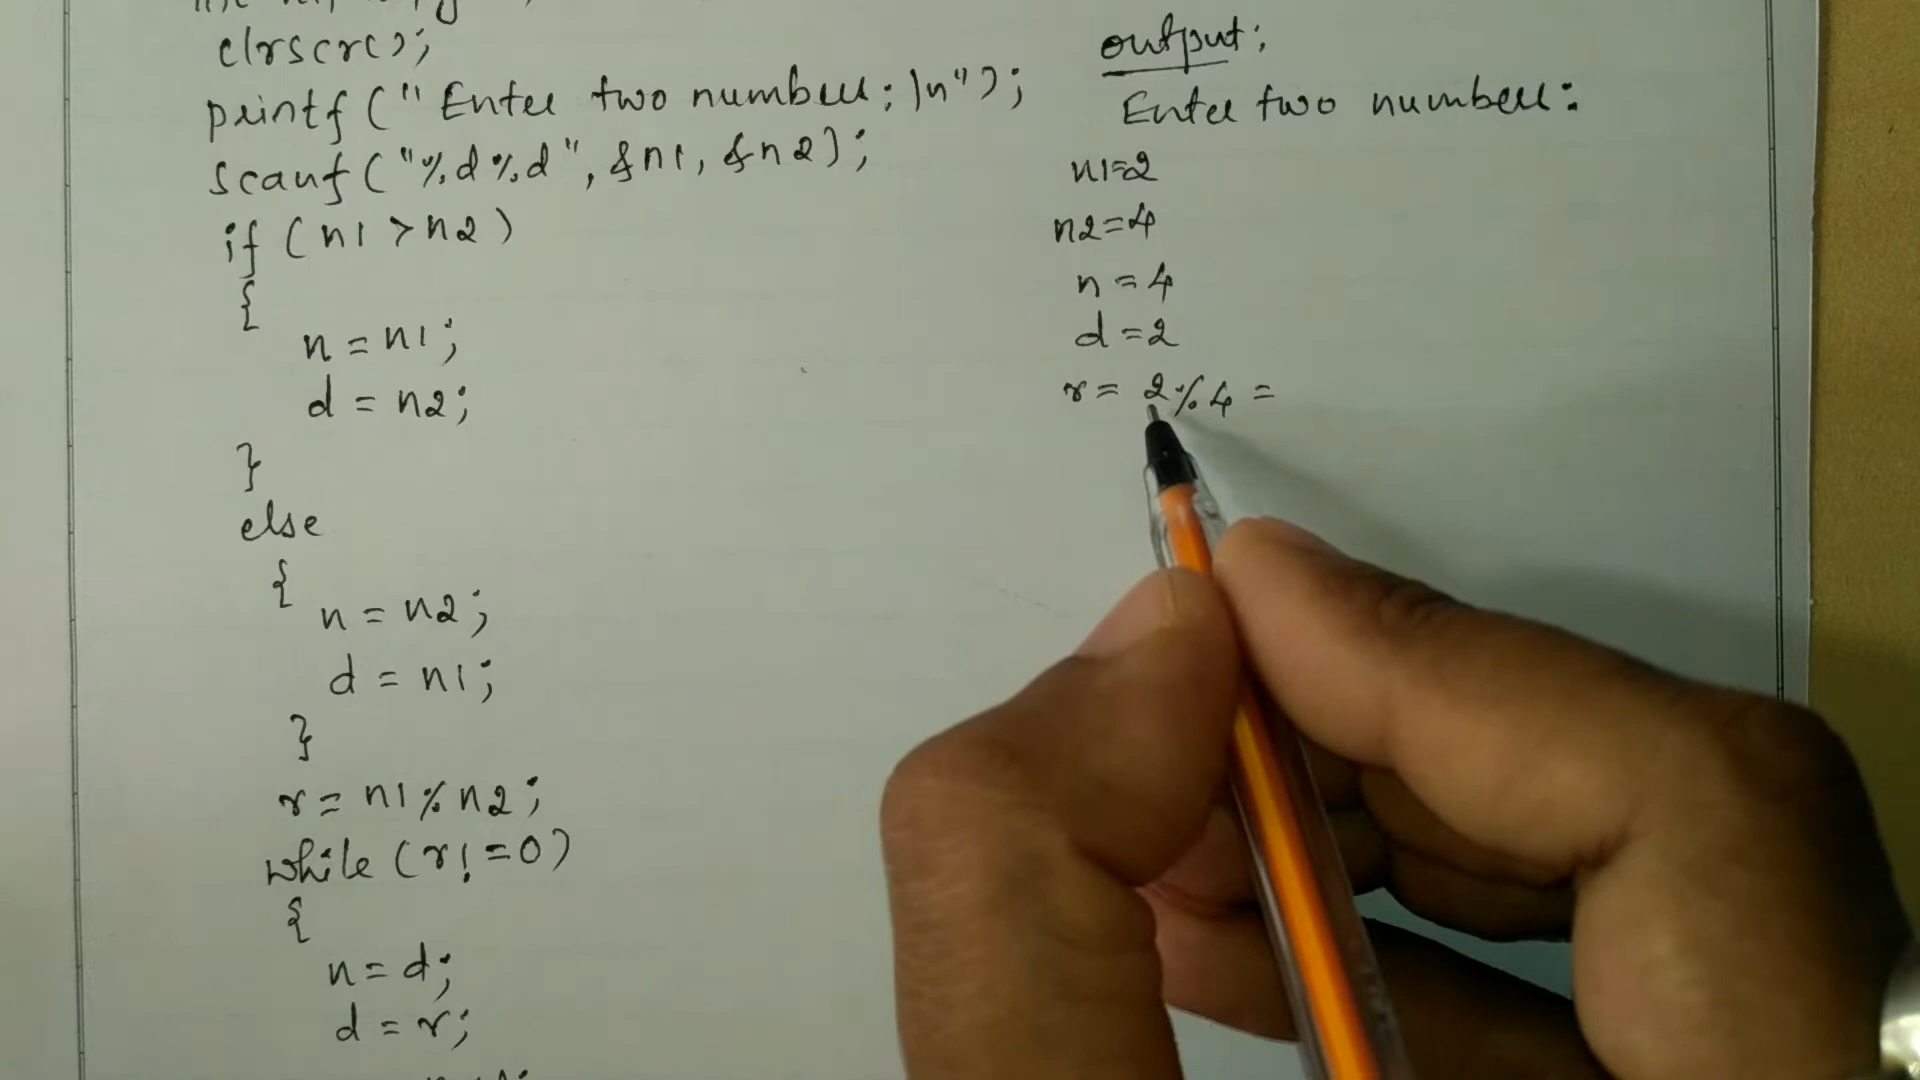 clrscr();
printf("Enter two number: \n");
scanf("%d%d", &n1, &n2);
if (n1 > n2)
{
n = n1;
d = n2;
}
else
{
n = n2;
d = n1;
}
r = n1 % n2;
while (r! = 0)
{
n = d;
d = r;
output:
Enter two number:
n1=2
n2=4
n = 4
d = 2
r = 2 % 4 =